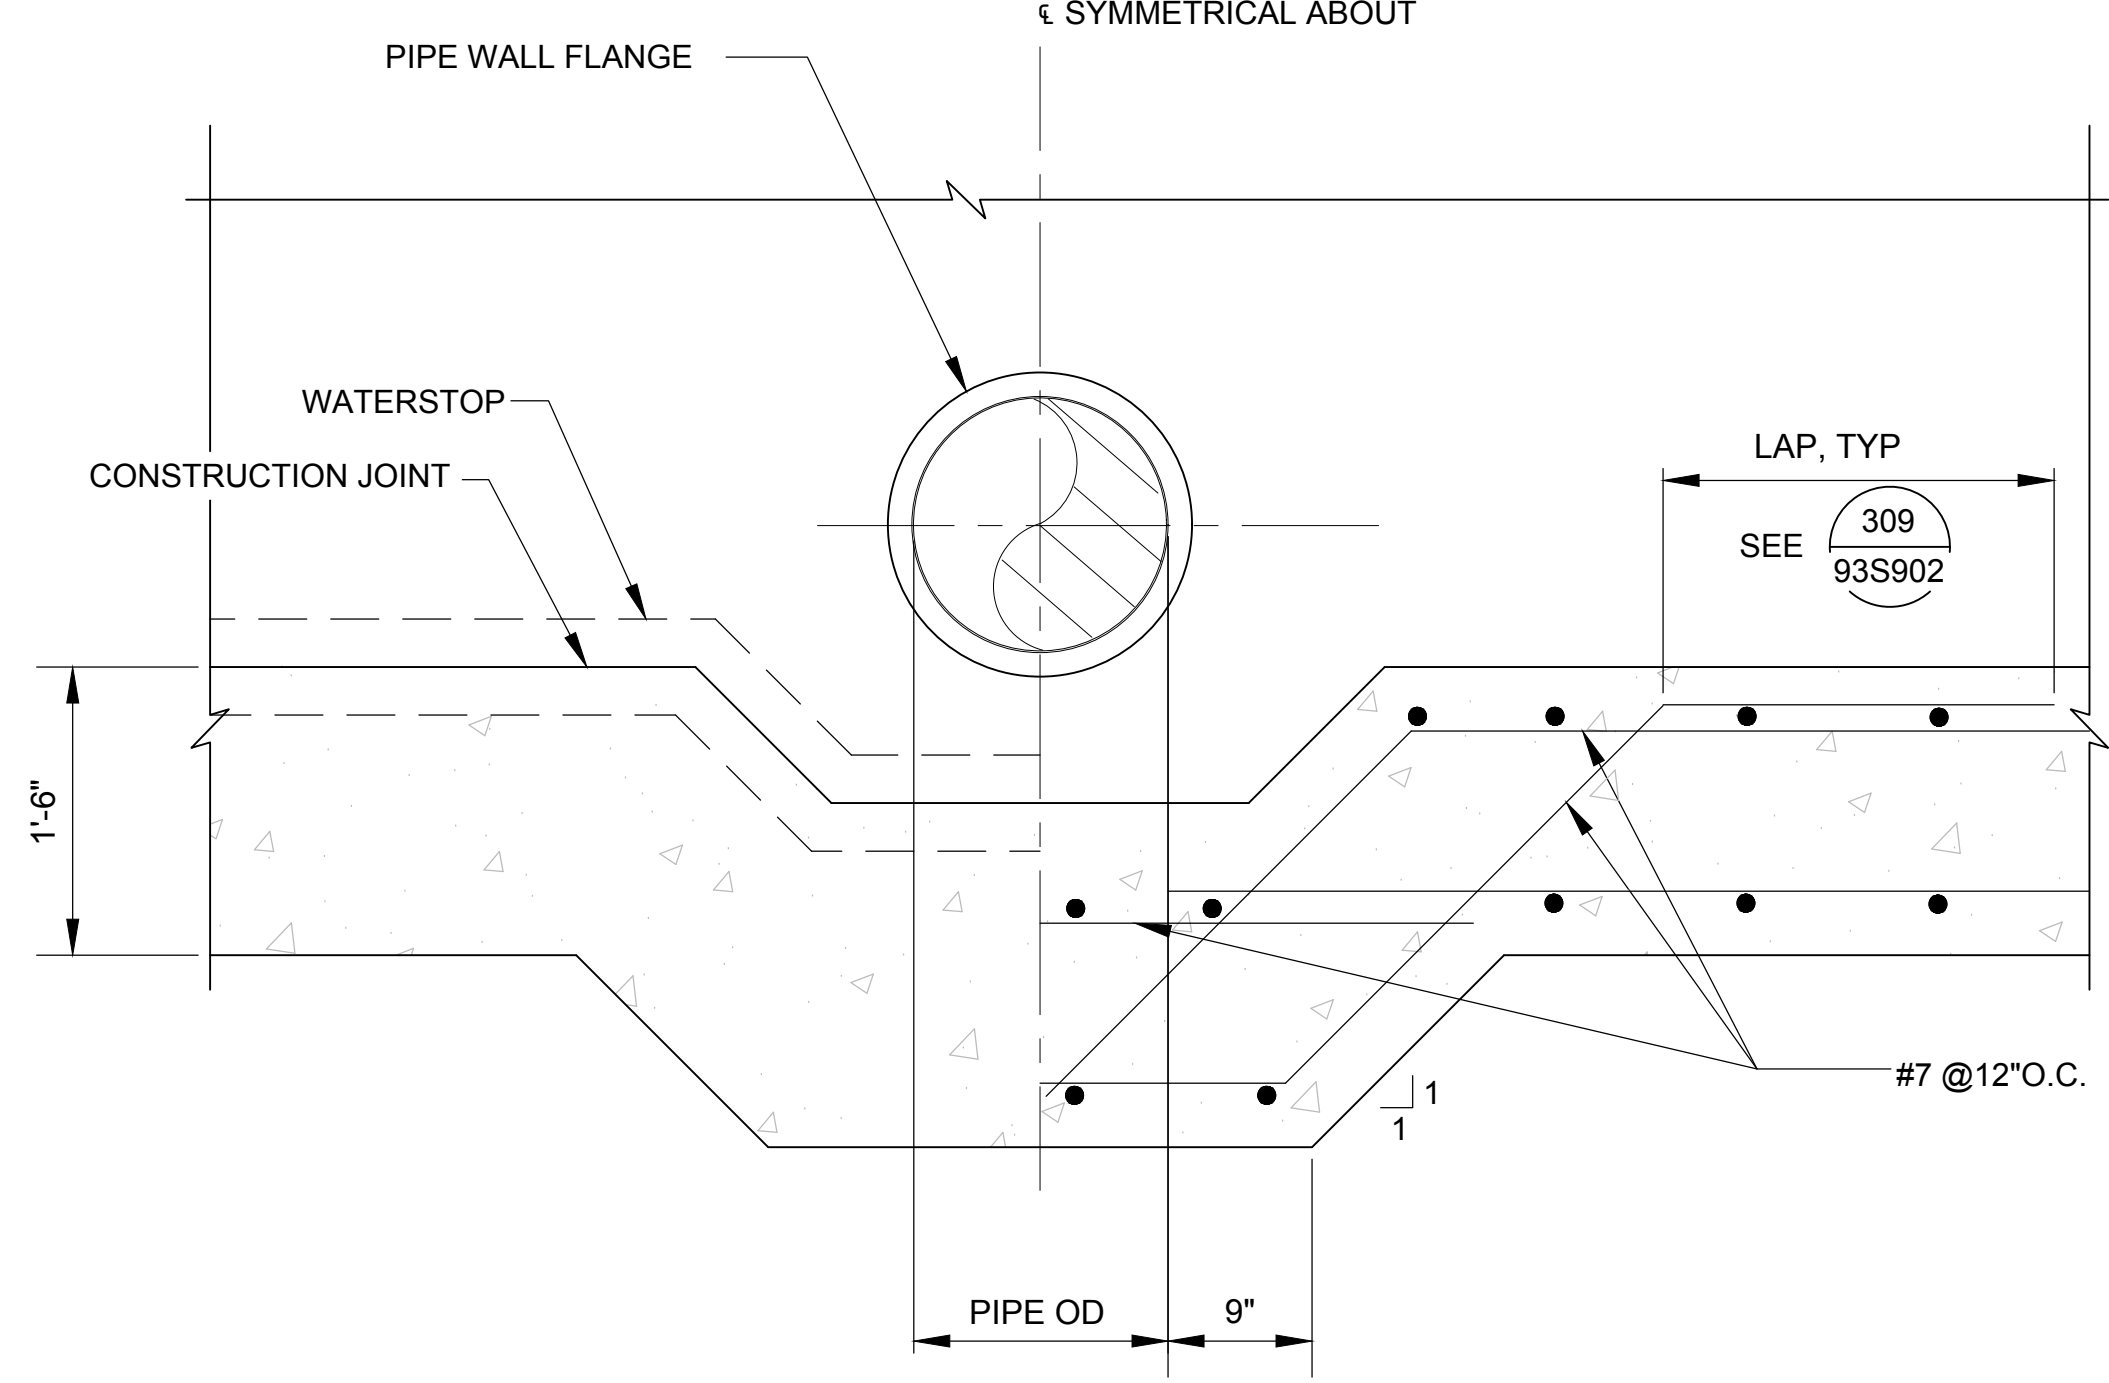 ℄ SYMMETRICAL ABOUT
PIPE WALL FLANGE
WATERSTOP
CONSTRUCTION JOINT
LAP, TYP
SEE
309
93S902
1'-6"
#7 @12"O.C.
1
1
PIPE OD
9"